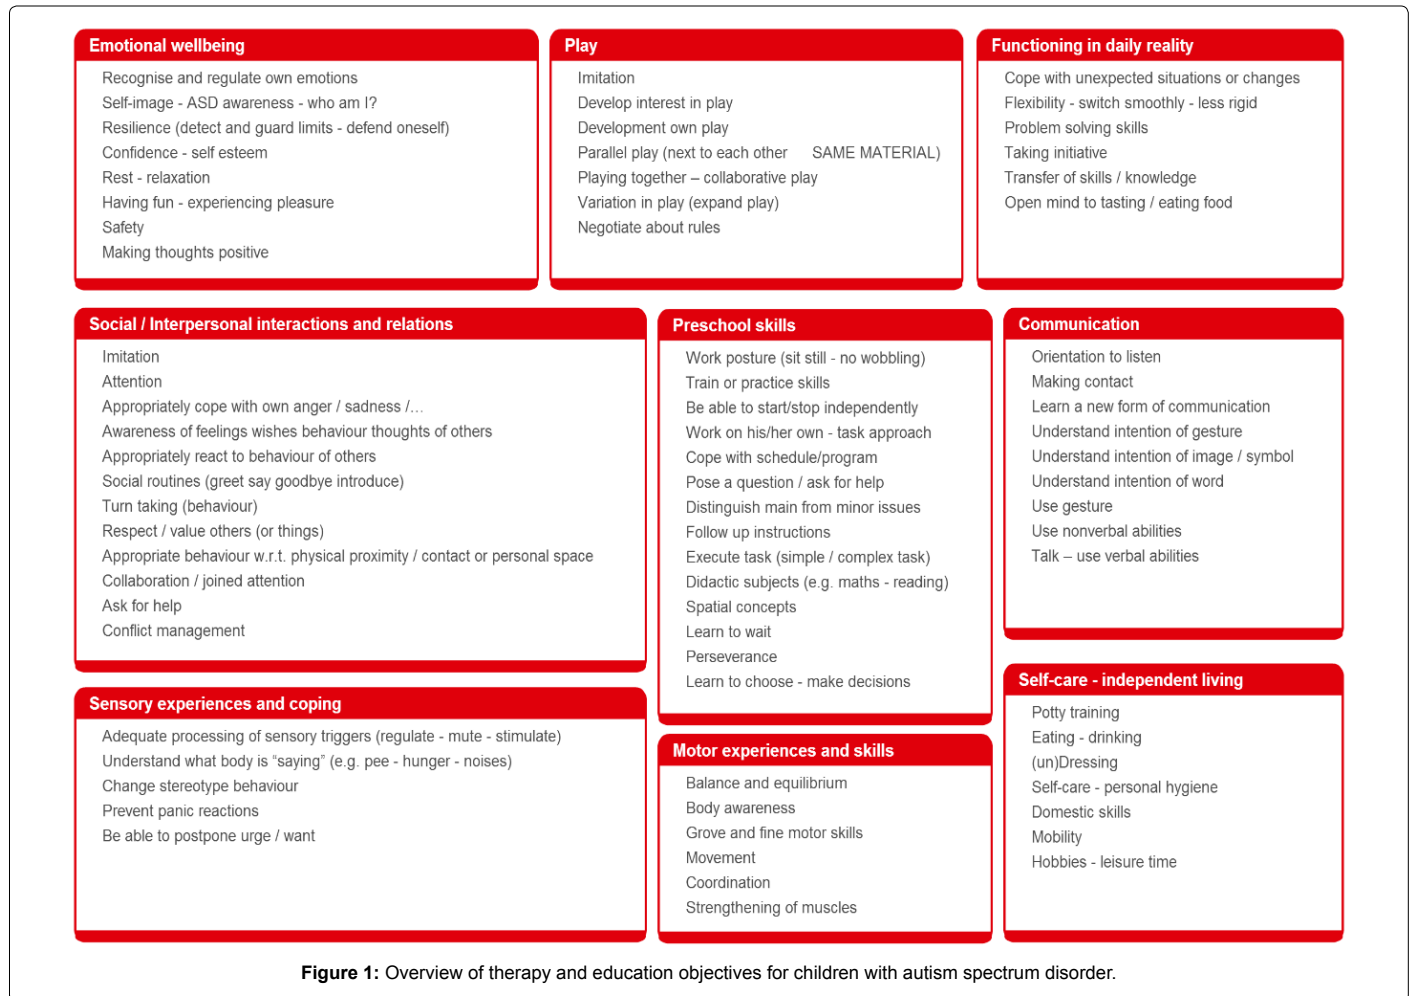 Emotional wellbeing
Recognise and regulate own emotions
Self-image - ASD awareness - who am I?
Resilience (detect and guard limits - defend oneself)
Confidence - self esteem
Rest - relaxation
Having fun - experiencing pleasure
Safety
Making thoughts positive
Play
Imitation
Develop interest in play
Development own play
Parallel play (next to each other SAME MATERIAL)
Playing together – collaborative play
Variation in play (expand play)
Negotiate about rules
Functioning in daily reality
Cope with unexpected situations or changes
Flexibility - switch smoothly - less rigid
Problem solving skills
Taking initiative
Transfer of skills / knowledge
Open mind to tasting / eating food
Social / Interpersonal interactions and relations
Imitation
Attention
Appropriately cope with own anger / sadness /…
Awareness of feelings wishes behaviour thoughts of others
Appropriately react to behaviour of others
Social routines (greet say goodbye introduce)
Turn taking (behaviour)
Respect / value others (or things)
Appropriate behaviour w.r.t. physical proximity / contact or personal space
Collaboration / joined attention
Ask for help
Conflict management
Preschool skills
Work posture (sit still - no wobbling)
Train or practice skills
Be able to start/stop independently
Work on his/her own - task approach
Cope with schedule/program
Pose a question / ask for help
Distinguish main from minor issues
Follow up instructions
Execute task (simple / complex task)
Didactic subjects (e.g. maths - reading)
Spatial concepts
Learn to wait
Perseverance
Learn to choose - make decisions
Communication
Orientation to listen
Making contact
Learn a new form of communication
Understand intention of gesture
Understand intention of image / symbol
Understand intention of word
Use gesture
Use nonverbal abilities
Talk – use verbal abilities
Sensory experiences and coping
Adequate processing of sensory triggers (regulate - mute - stimulate)
Understand what body is “saying” (e.g. pee - hunger - noises)
Change stereotype behaviour
Prevent panic reactions
Be able to postpone urge / want
Motor experiences and skills
Balance and equilibrium
Body awareness
Grove and fine motor skills
Movement
Coordination
Strengthening of muscles
Self-care - independent living
Potty training
Eating - drinking
(un)Dressing
Self-care - personal hygiene
Domestic skills
Mobility
Hobbies - leisure time
Figure 1: Overview of therapy and education objectives for children with autism spectrum disorder.